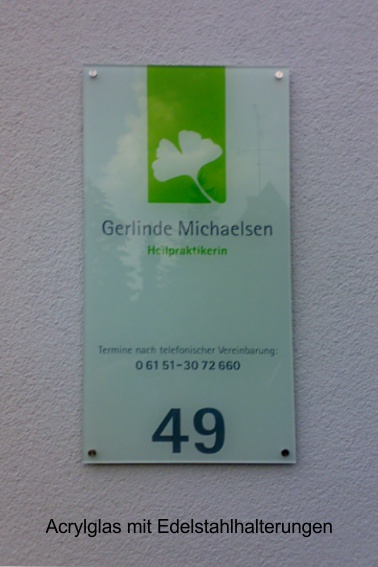 Gerlinde Michaelsen
Heilpraktikerin
Termine nach telefonischer Vereinbarung:
0 61 51-30 72 660
49
Acrylglas mit Edelstahlhalterungen